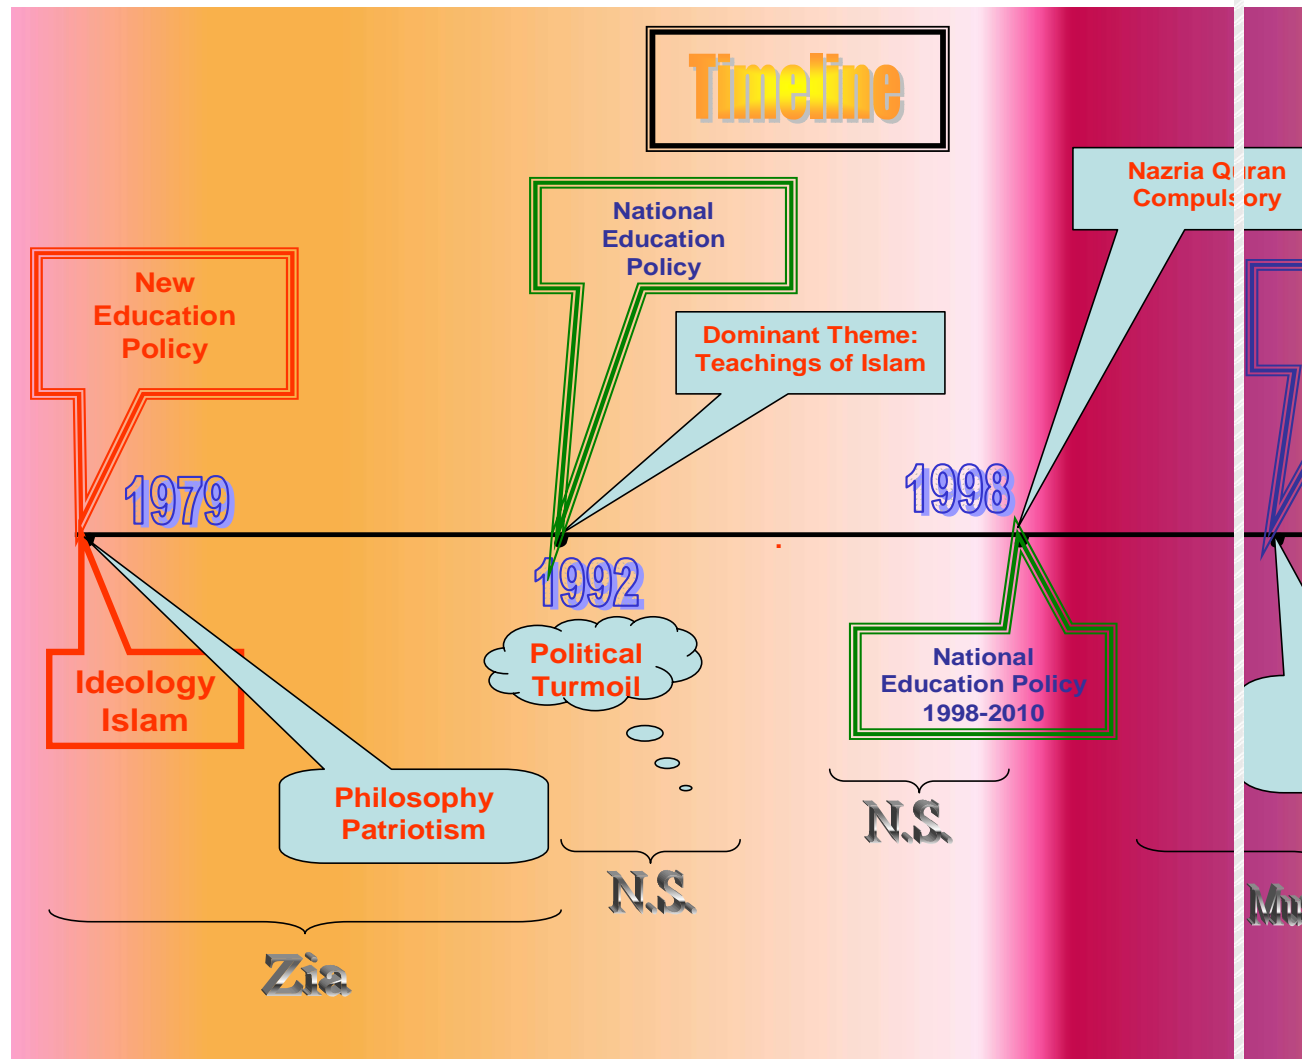 Timeline
Nazria Quran
Compulsory
National
Education
Policy
New
Education
Policy
Dominant Theme:
Teachings of Islam
1979
1998
1992
Political
Turmoil
National
Education Policy
1998-2010
Ideology
Islam
Philosophy
Patriotism
N.S.
N.S.
Zia